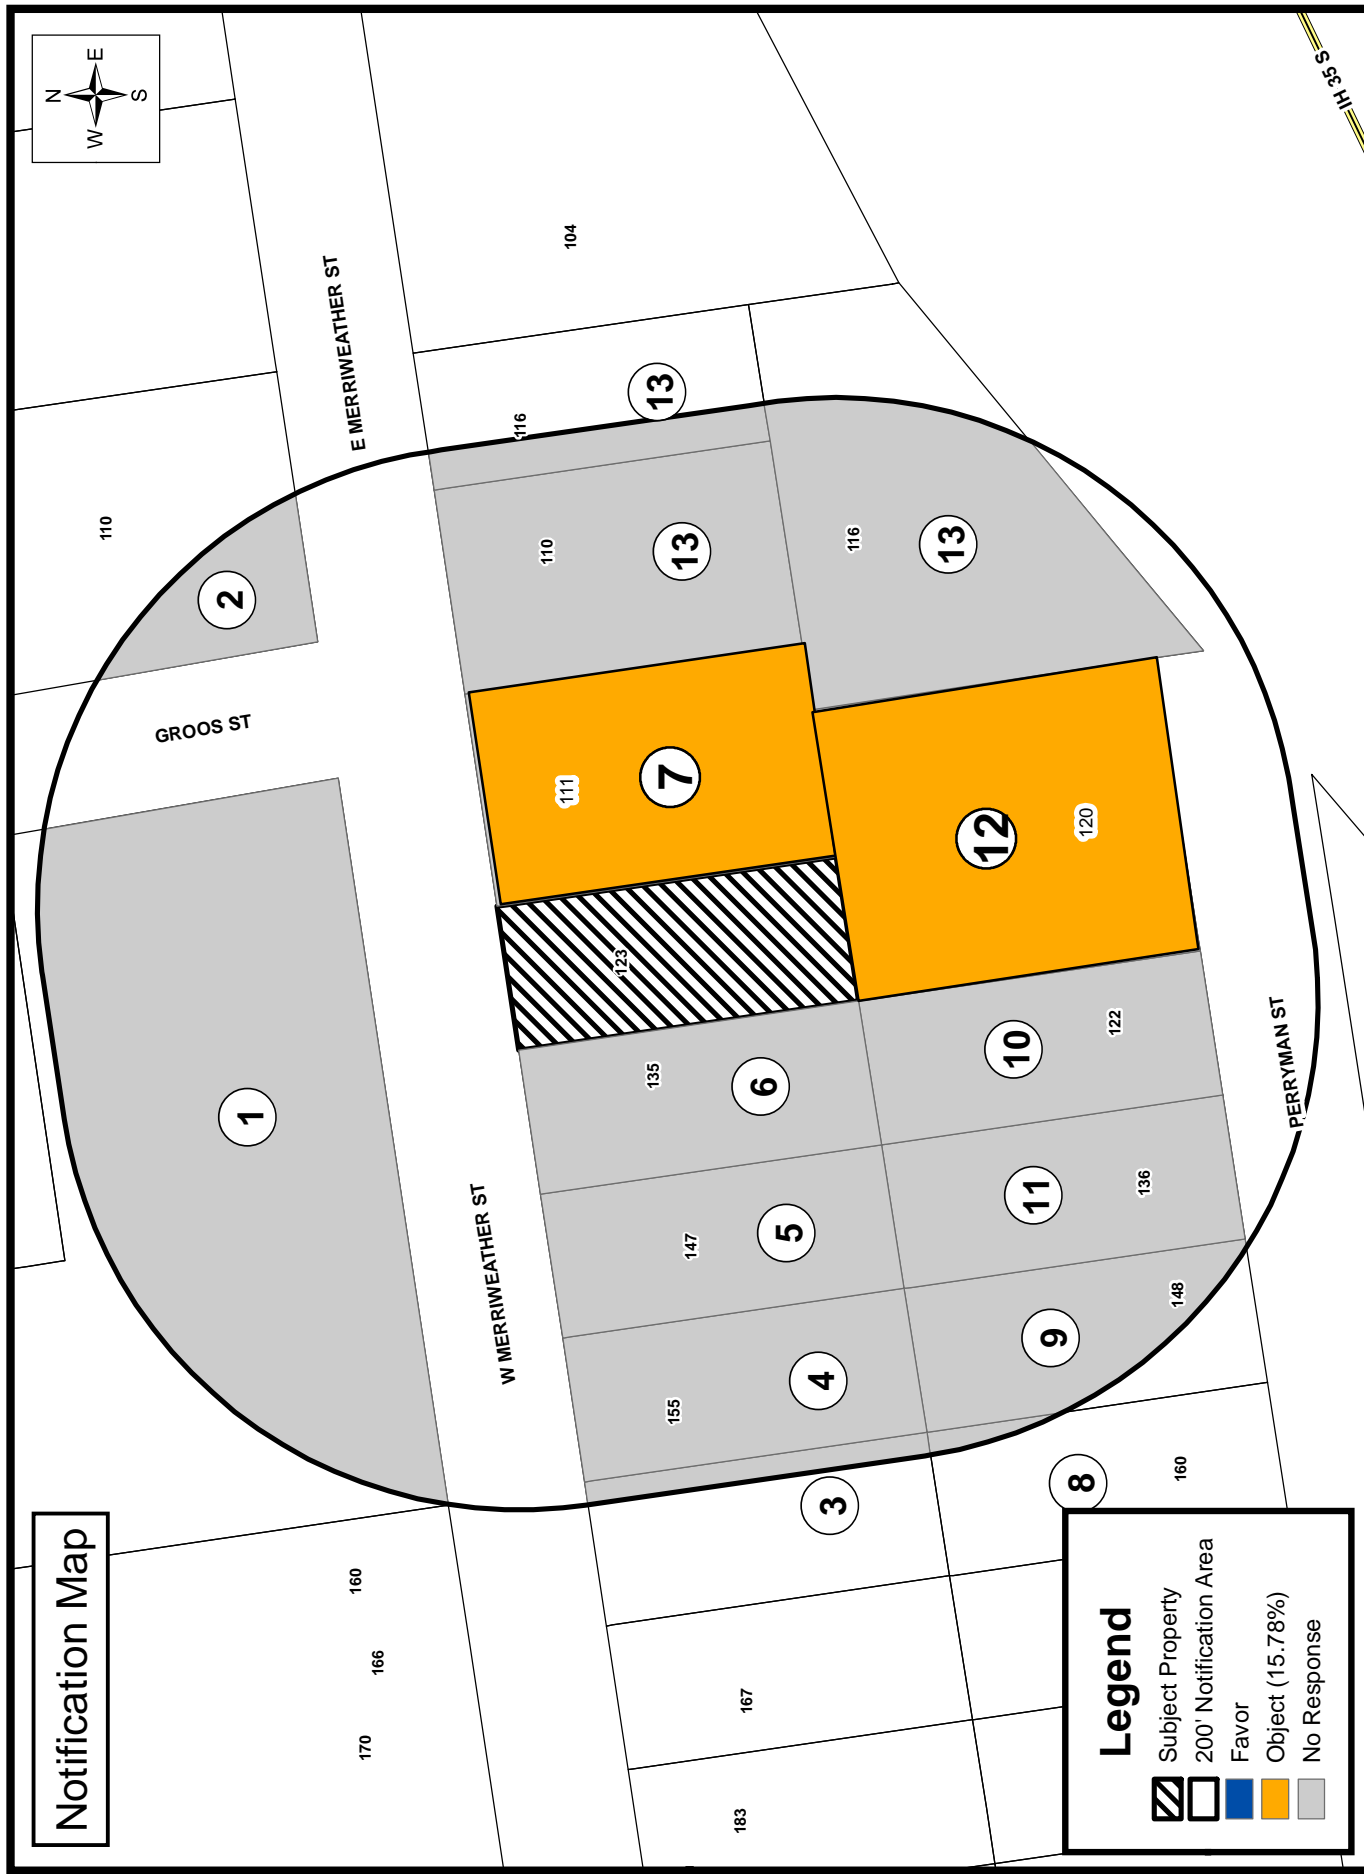 Notification Map
N
W
E
S
IH 35 S
E MERRIWEATHER ST
W MERRIWEATHER ST
GROOS ST
PERRYMAN ST
104
110
116
110
116
111
120
123
135
122
147
136
155
148
160
160
166
170
167
183
1
2
3
4
5
6
7
8
9
10
11
12
13
13
13
Legend
Subject Property
200' Notification Area
Favor
Object (15.78%)
No Response